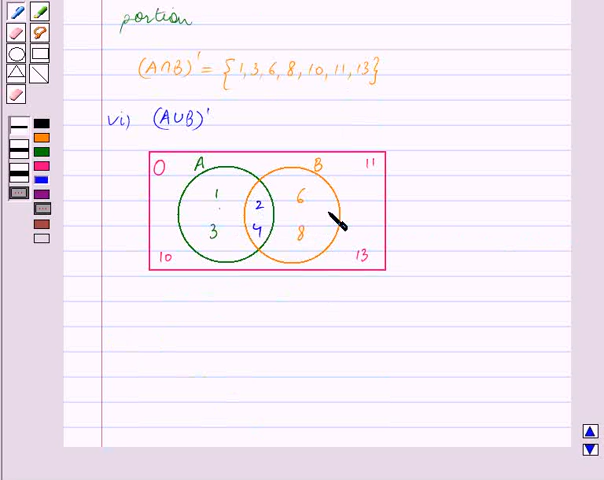 portion
(A∩B)' = {1,3,6,8,10,11,13}
vi) (A∪B)'
0 A B 11
1 2 6
3 4 8
10 13